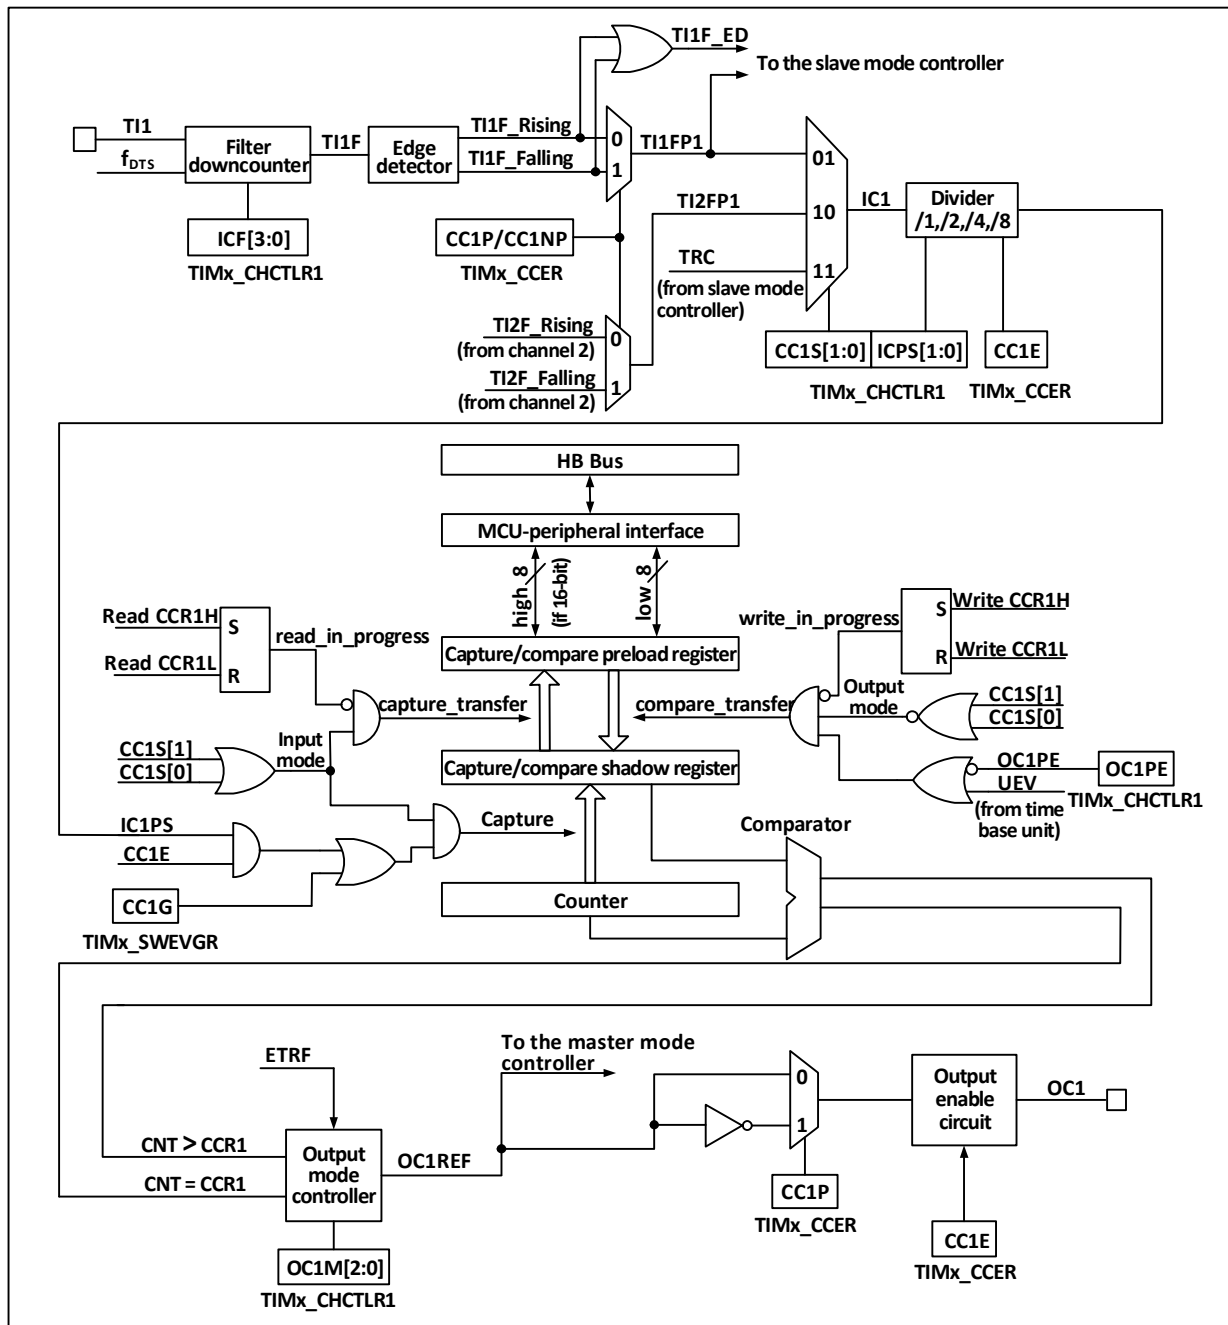 TI1F_ED
To the slave mode controller
TI1
f_DTS
Filter
downcounter
TI1F
Edge
detector
TI1F_Rising
TI1F_Falling
0
1
TI1FP1
01
10
11
TI2FP1
TRC
(from slave mode
controller)
IC1
Divider
/1,/2,/4,/8
ICF[3:0]
TIMx_CHCTLR1
CC1P/CC1NP
TIMx_CCER
TI2F_Rising
(from channel 2)
TI2F_Falling
(from channel 2)
0
1
CC1S[1:0]
ICPS[1:0]
TIMx_CHCTLR1
CC1E
TIMx_CCER
HB Bus
MCU-peripheral interface
high
8
(if 16-bit)
low
8
Read CCR1H
Read CCR1L
S
R
read_in_progress
Capture/compare preload register
write_in_progress
S
R
Write CCR1H
Write CCR1L
capture_transfer
compare_transfer
Output
mode
CC1S[1]
CC1S[0]
CC1S[1]
CC1S[0]
Input
mode
Capture/compare shadow register
OC1PE
UEV
(from time
base unit)
OC1PE
TIMx_CHCTLR1
IC1PS
CC1E
CC1G
TIMx_SWEVGR
Capture
Counter
Comparator
ETRF
To the master mode
controller
CNT > CCR1
CNT = CCR1
Output
mode
controller
OC1REF
OC1M[2:0]
TIMx_CHCTLR1
0
1
CC1P
TIMx_CCER
Output
enable
circuit
OC1
CC1E
TIMx_CCER